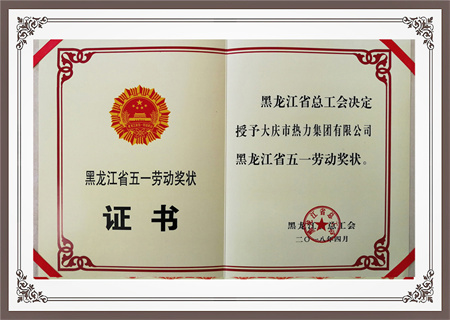 黑龙江省五一劳动奖状
证书
黑龙江省总工会决定
授予大庆市热力集团有限公司
黑龙江省五一劳动奖状。
黑龙江省总工会
二〇一八年四月